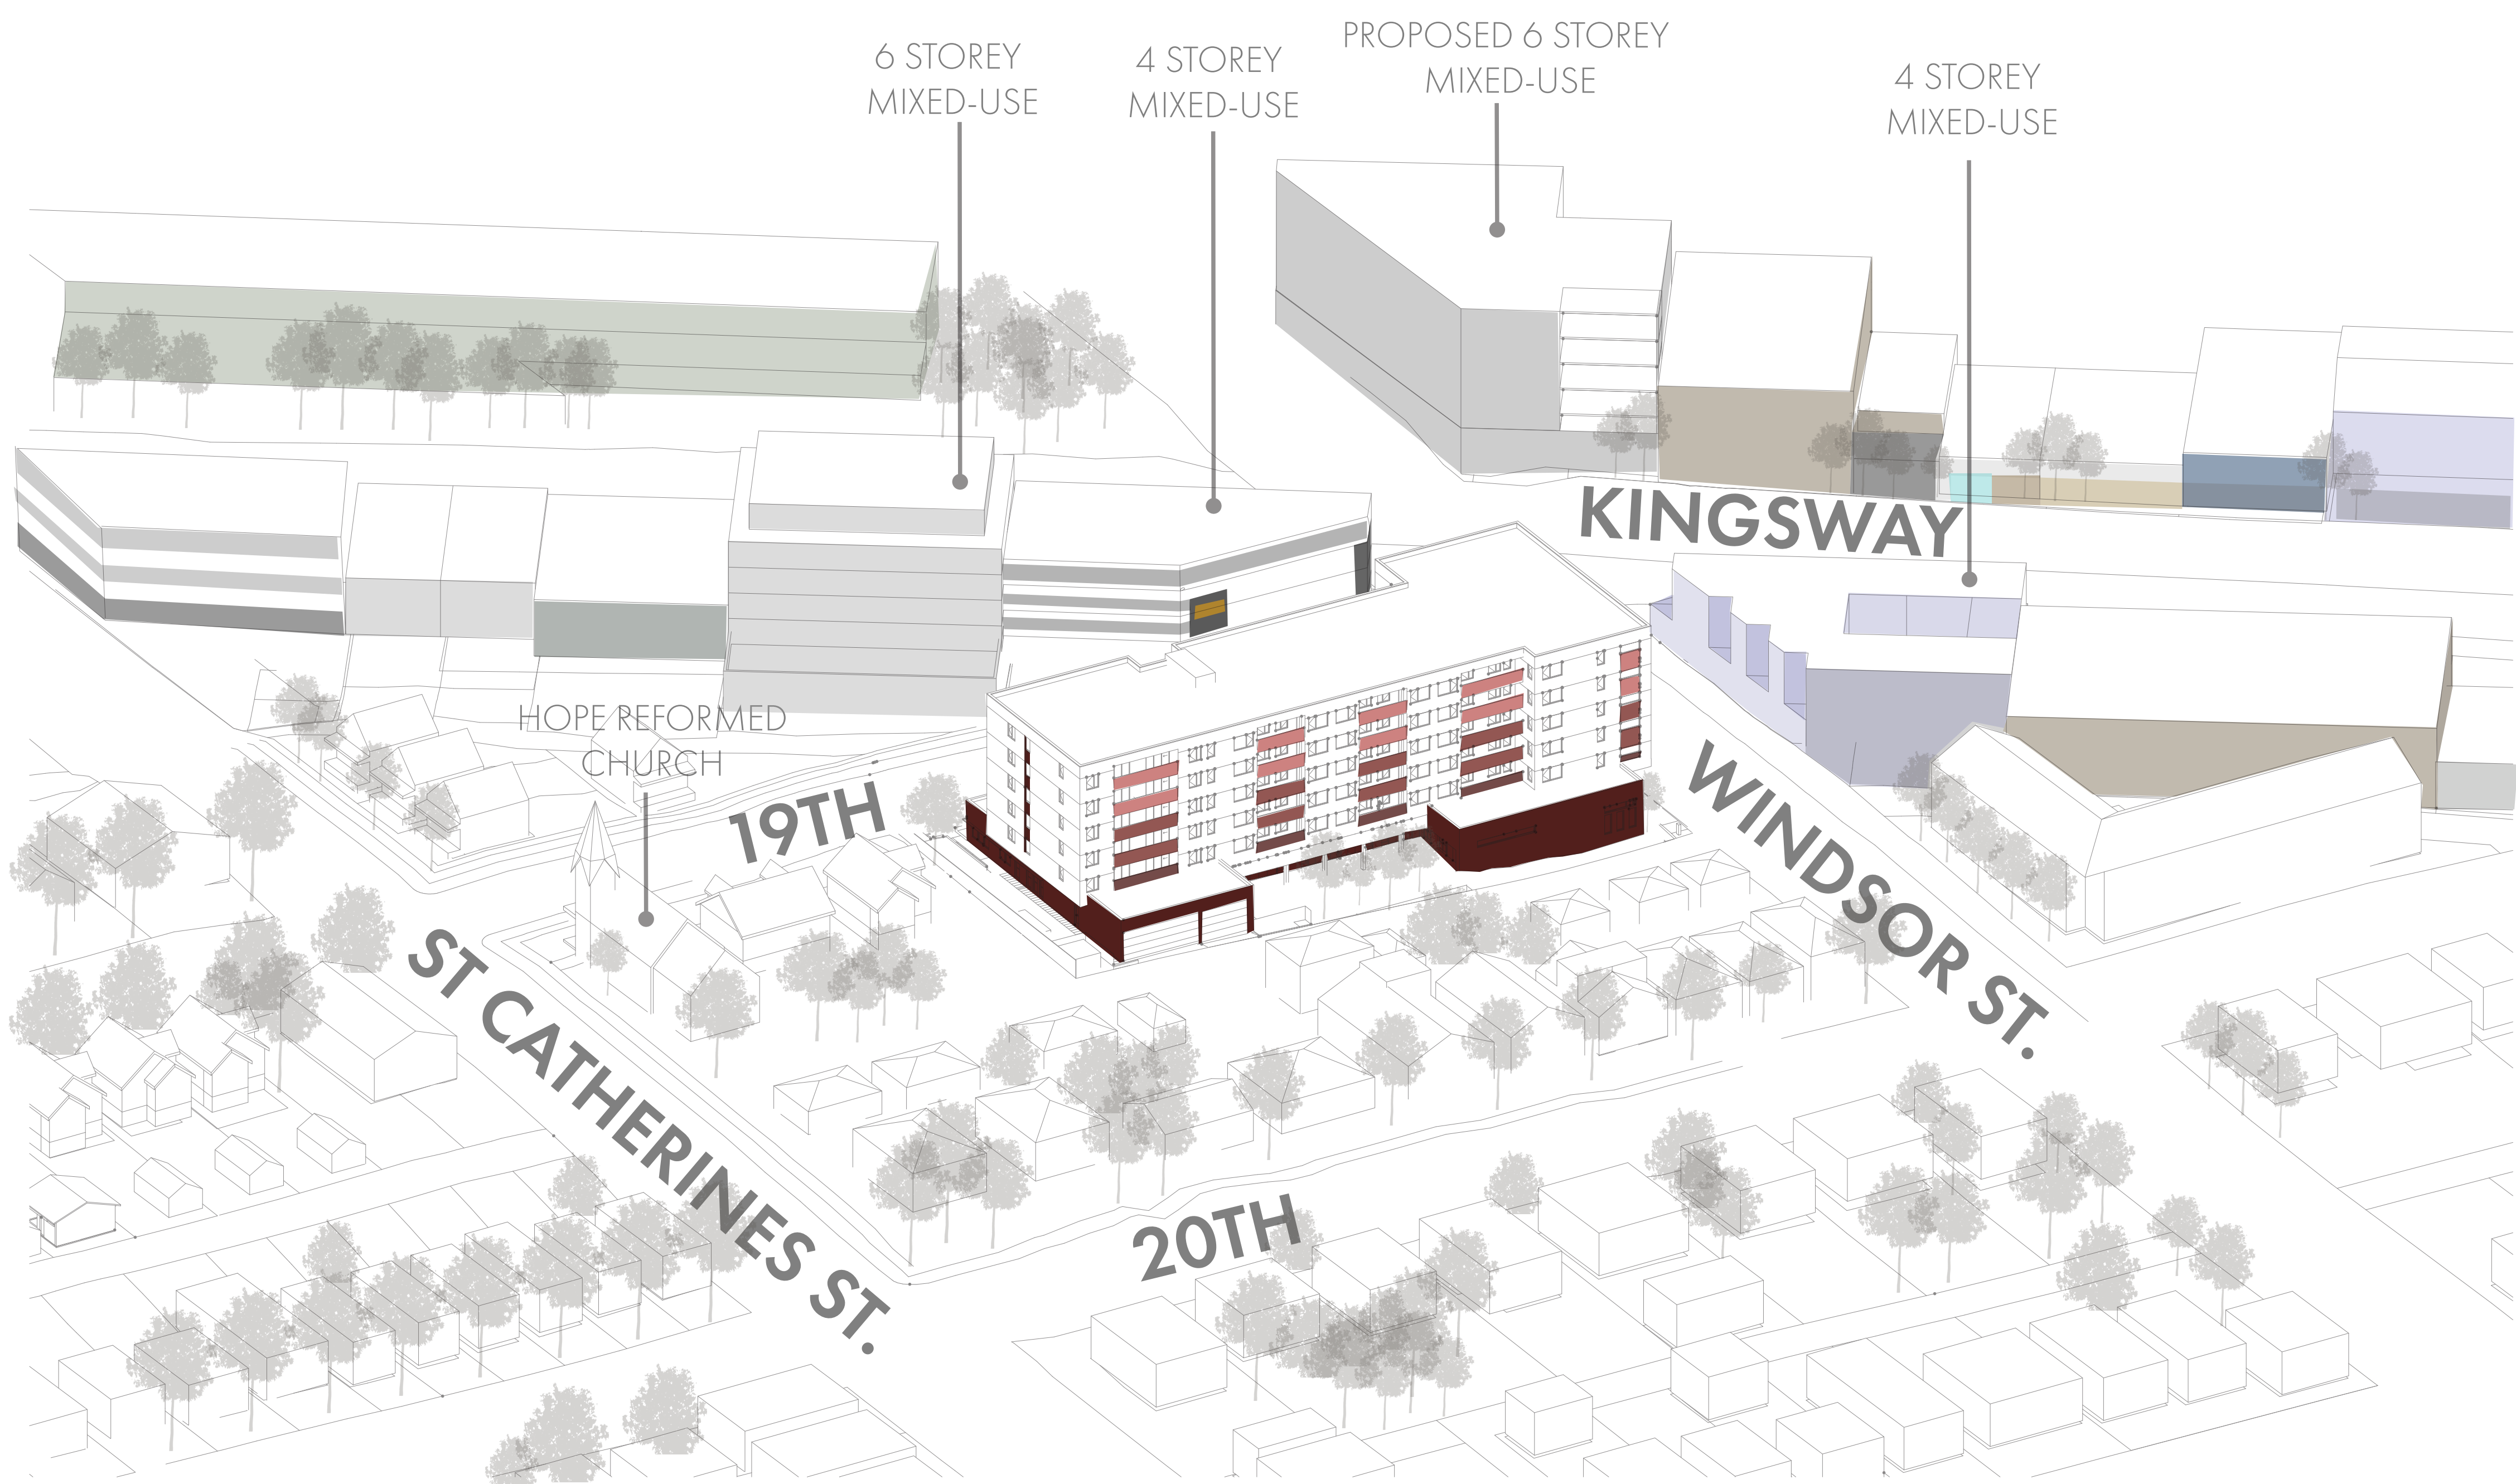 PROPOSED 6 STOREY
MIXED-USE
6 STOREY
MIXED-USE
4 STOREY
MIXED-USE
4 STOREY
MIXED-USE
KINGSWAY
HOPE REFORMED
CHURCH
19TH
WINDSOR ST.
ST CATHERINES ST.
20TH